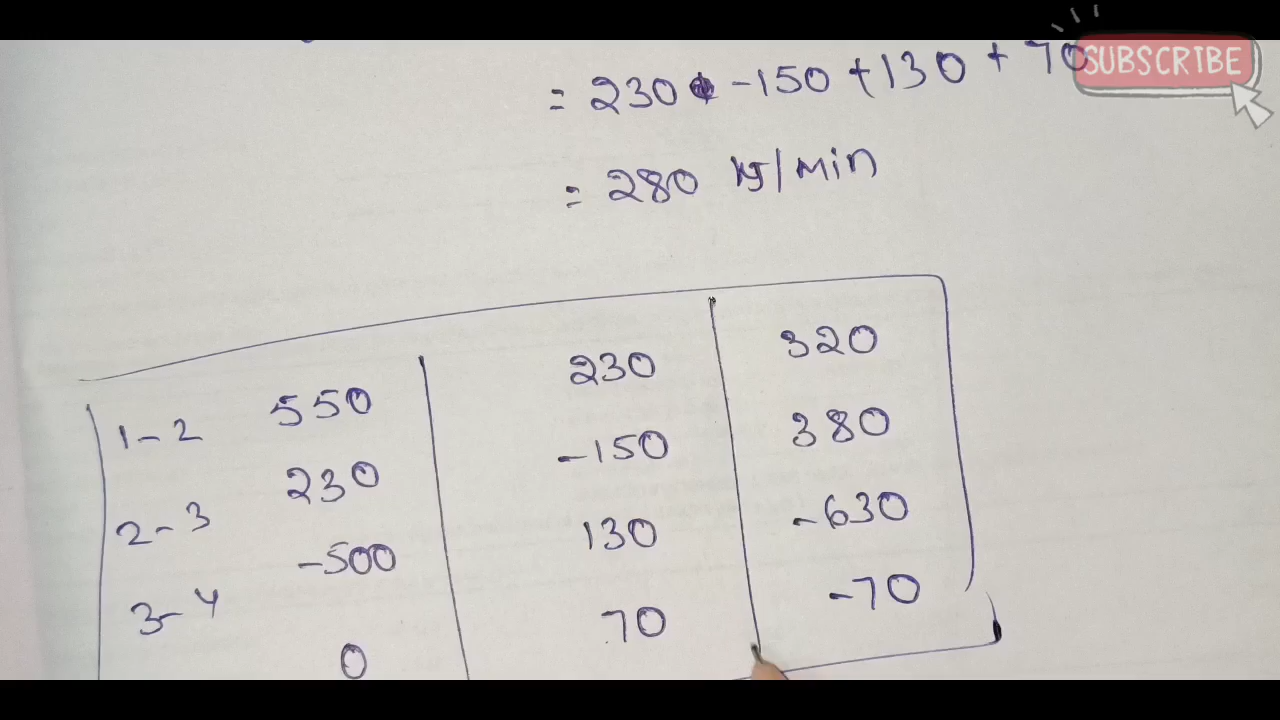 = 230 -150 +130 + 70
SUBSCRIBE
= 280 kJ/min
1-2 550 230 320
2-3 230 -150 380
3-4 -500 130 -630
0 70 -70